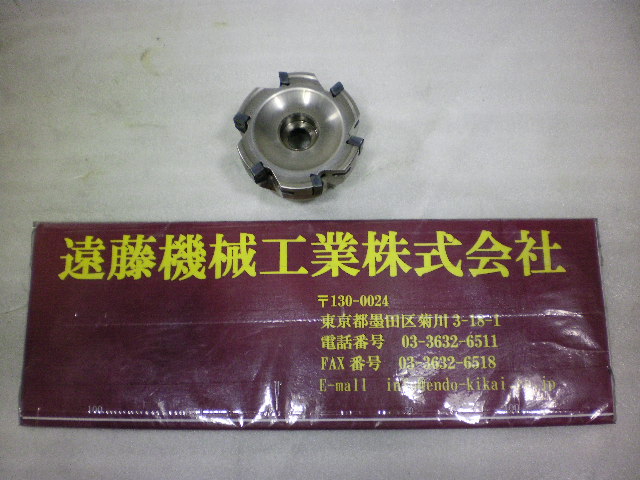 遠藤機械工業株式会社
〒130-0024
東京都墨田区菊川3-18-1
電話番号 03-3632-6511
FAX番号 03-3632-6518
E-mall